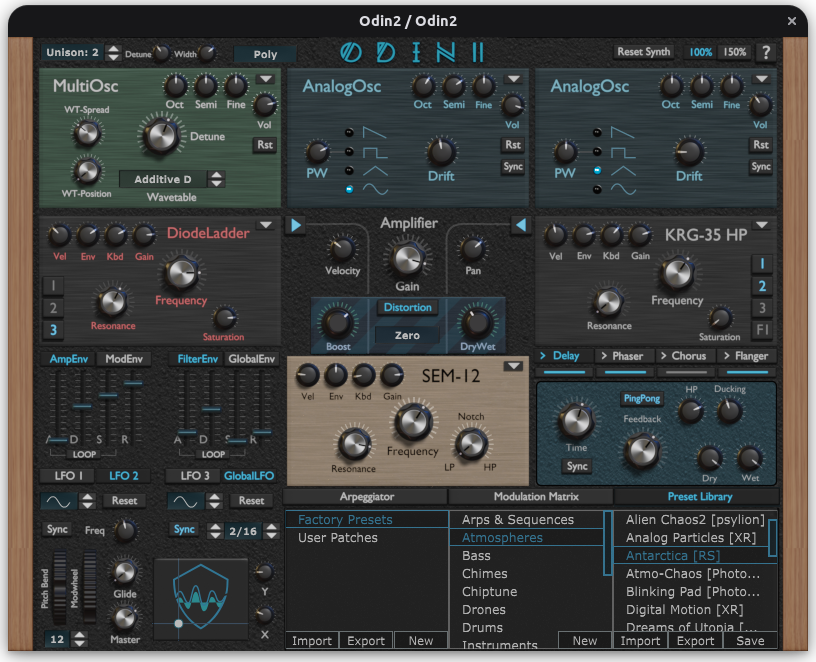 Odin2 / Odin2
Unison: 2
Detune
Width
Poly
ODIN II
Reset Synth
100%
150%
?
MultiOsc
Oct
Semi
Fine
Vol
WT-Spread
Detune
Rst
WT-Position
Additive D
Wavetable
AnalogOsc
Oct
Semi
Fine
Vol
PW
Drift
Rst
Sync
AnalogOsc
Oct
Semi
Fine
Vol
PW
Drift
Rst
Sync
DiodeLadder
Vel
Env
Kbd
Gain
1
2
3
Frequency
Resonance
Saturation
Amplifier
Velocity
Gain
Pan
Distortion
Zero
Boost
DryWet
KRG-35 HP
Vel
Env
Kbd
Gain
1
2
3
F1
Frequency
Resonance
Saturation
AmpEnv
ModEnv
A
D
S
R
LOOP
FilterEnv
GlobalEnv
A
D
S
R
LOOP
SEM-12
Vel
Env
Kbd
Gain
Frequency
Notch
Resonance
LP
HP
> Delay
> Phaser
> Chorus
> Flanger
PingPong
HP
Ducking
Feedback
Time
Sync
Dry
Wet
LFO 1
LFO 2
Reset
Sync
Freq
LFO 3
GlobalLFO
Reset
Sync
2/16
Pitch Bend
Modwheel
Glide
Master
12
Y
X
Arpeggiator
Modulation Matrix
Preset Library
Factory Presets
User Patches
Import
Export
New
Arps & Sequences
Atmospheres
Bass
Chimes
Chiptune
Drones
Drums
Instruments
New
Alien Chaos2 [psylion]
Analog Particles [XR]
Antarctica [RS]
Atmo-Chaos [Photo...
Blinking Pad [Photo...
Digital Motion [XR]
Dreams of Utopia [...
Import
Export
Save